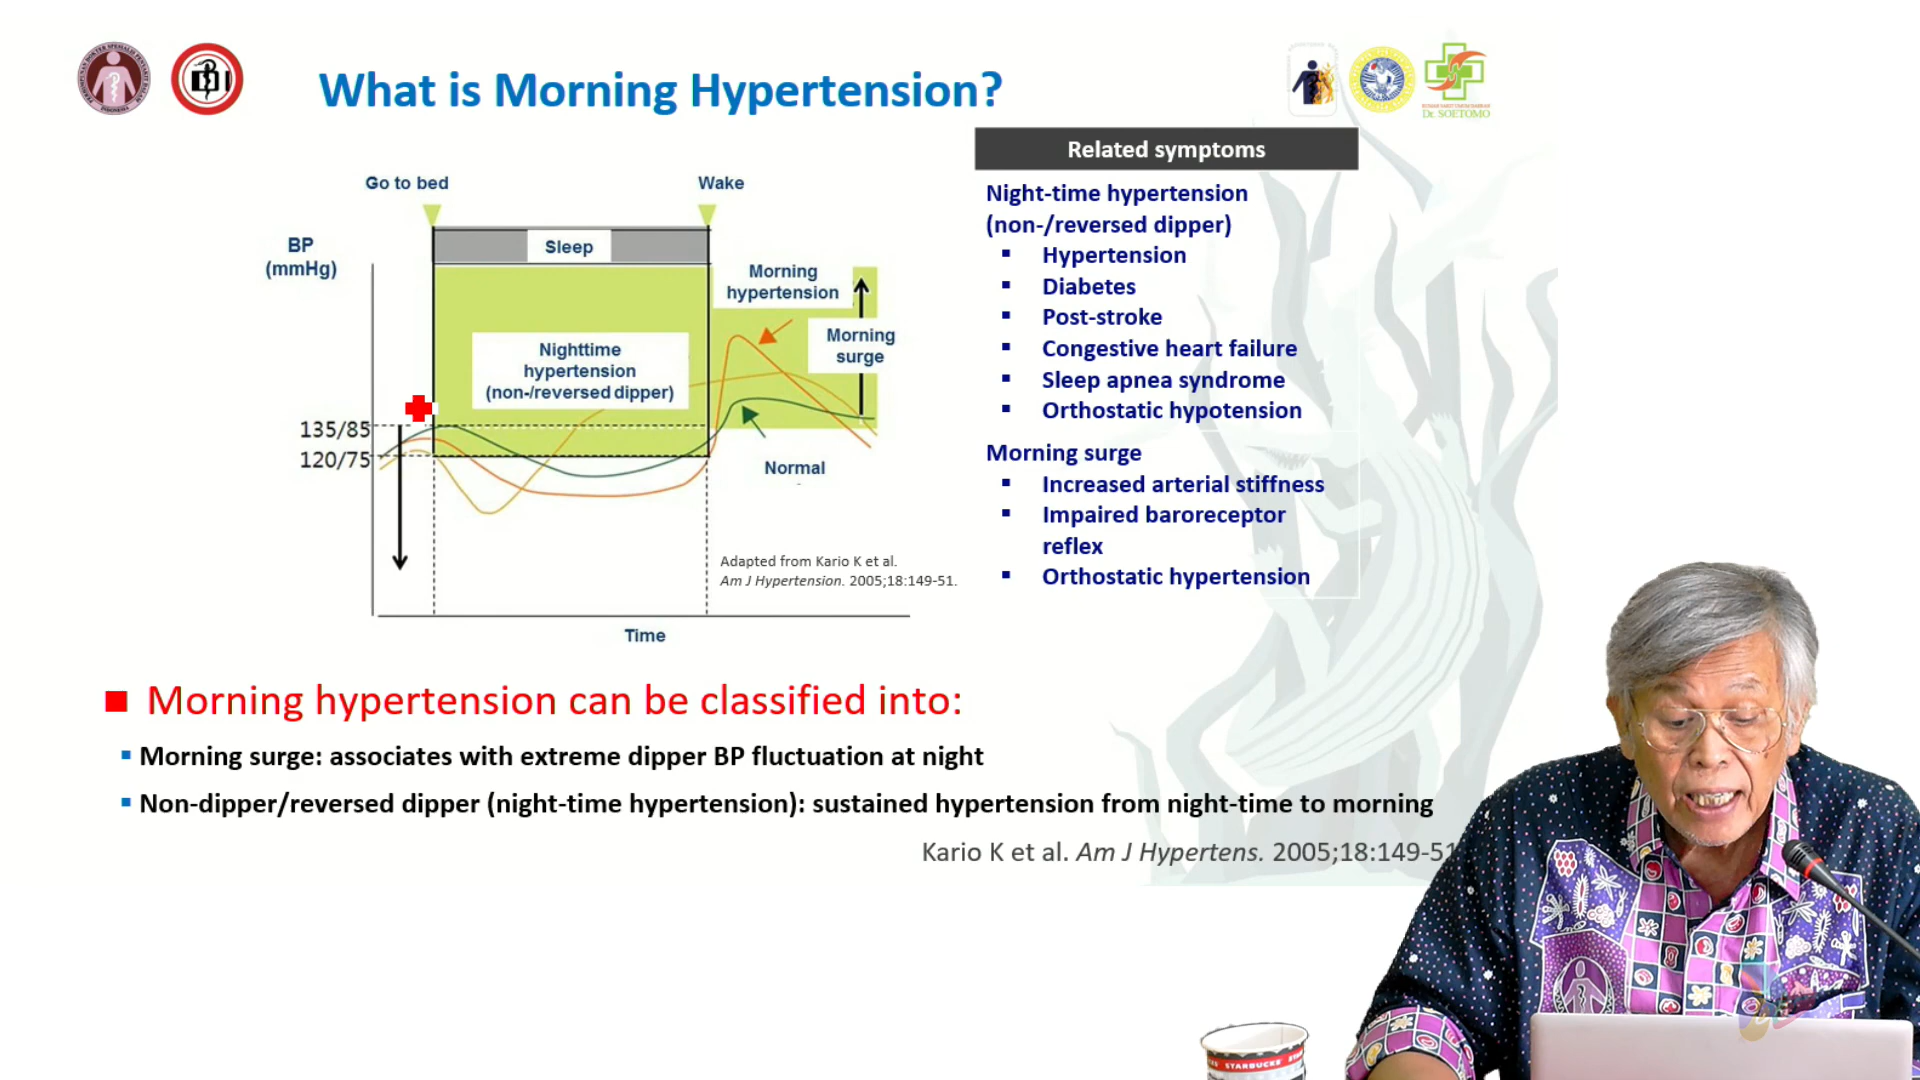 What is Morning Hypertension?
Dr. SOETOMO
Go to bed
Wake
BP
(mmHg)
Sleep
Morning
hypertension
Morning
surge
Nighttime
hypertension
(non-/reversed dipper)
135/85
120/75
Normal
Adapted from Kario K et al.
Am J Hypertension. 2005;18:149-51.
Time
Related symptoms
Night-time hypertension
(non-/reversed dipper)
▪ Hypertension
▪ Diabetes
▪ Post-stroke
▪ Congestive heart failure
▪ Sleep apnea syndrome
▪ Orthostatic hypotension
Morning surge
▪ Increased arterial stiffness
▪ Impaired baroreceptor
reflex
▪ Orthostatic hypertension
■ Morning hypertension can be classified into:
▪ Morning surge: associates with extreme dipper BP fluctuation at night
▪ Non-dipper/reversed dipper (night-time hypertension): sustained hypertension from night-time to morning
Kario K et al. Am J Hypertens. 2005;18:149-51
STARBUCKS